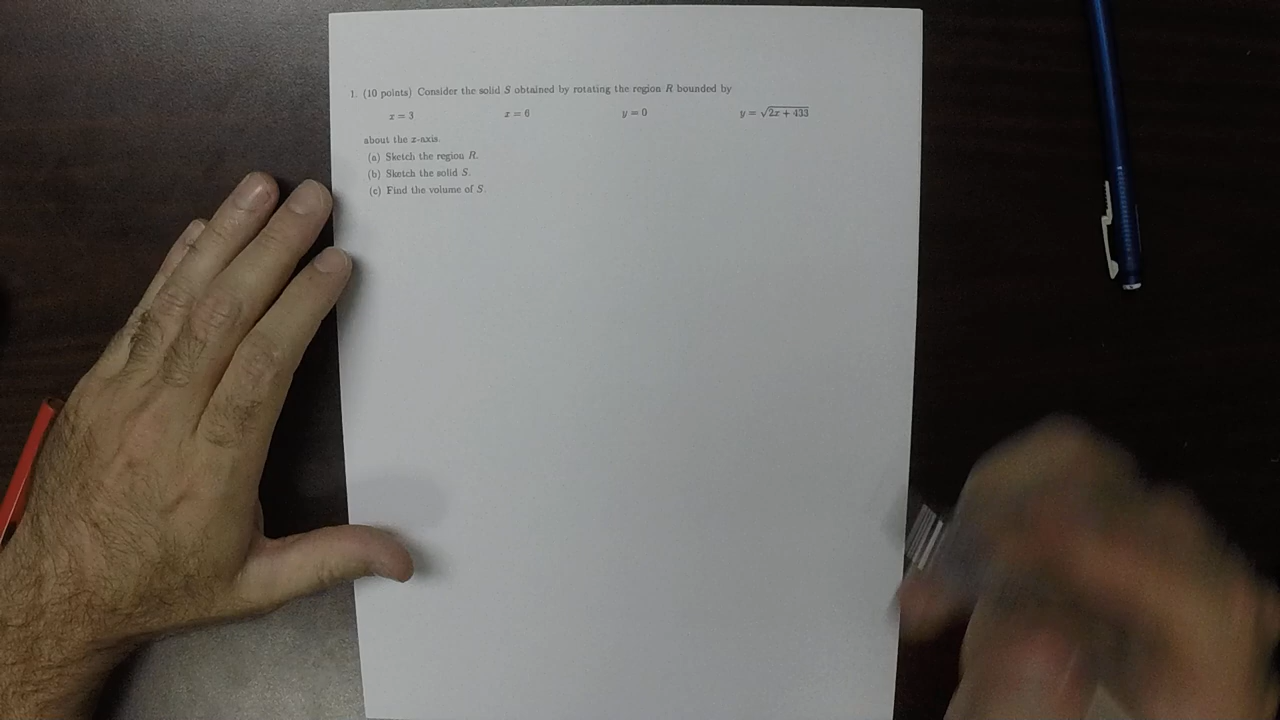 1. (10 points) Consider the solid S obtained by rotating the region R bounded by
x = 3 x = 6 y = 0 y = √(2x + 433)
about the x-axis.
(a) Sketch the region R.
(b) Sketch the solid S.
(c) Find the volume of S.